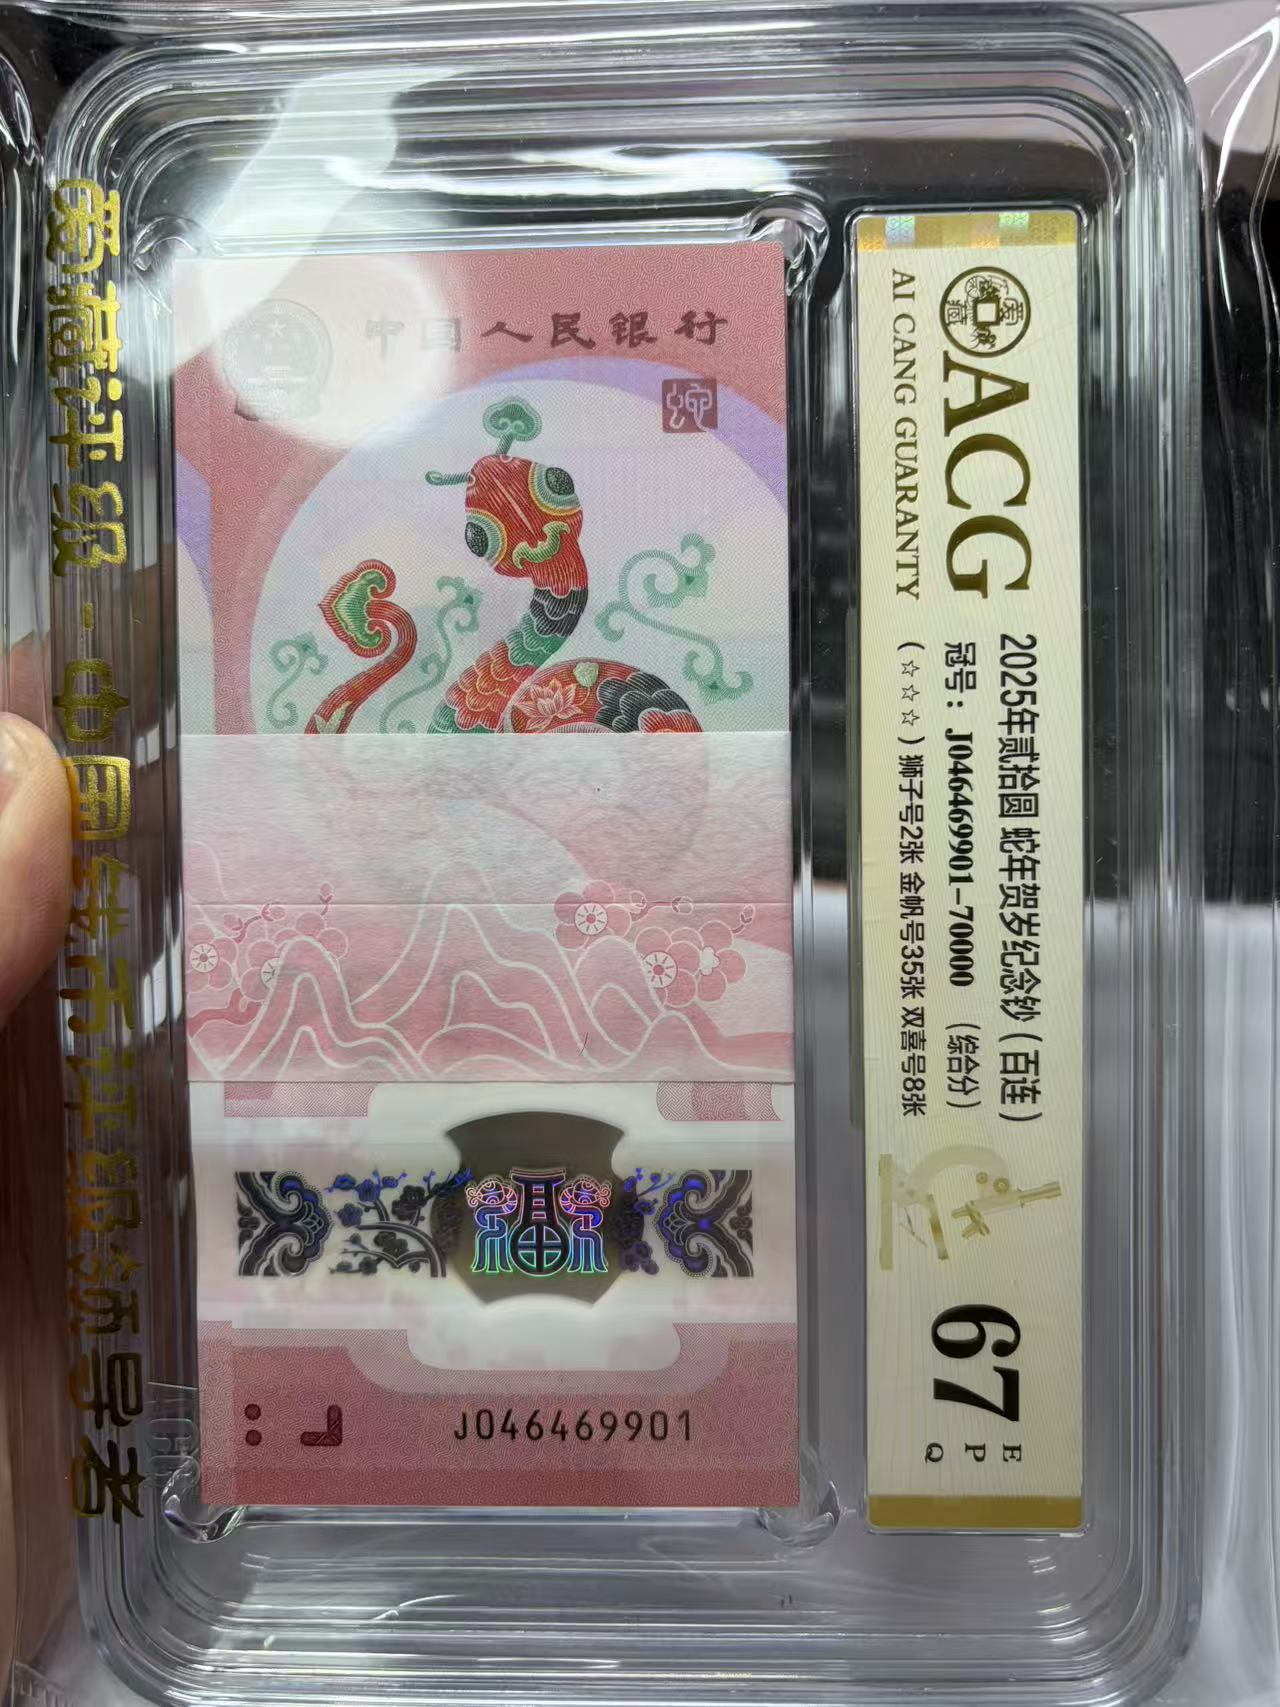 爱藏评级-中国钱币评级领导者
中国人民银行
蛇
J046469901
爱藏
ACG
AI CANG GUARANTY
2025年贰拾圆 蛇年贺岁纪念钞（百连）
冠号：J046469901-70000 （综合分）
（☆☆☆）狮子号2张 金帆号35张 双喜号8张
67
E
P
Q